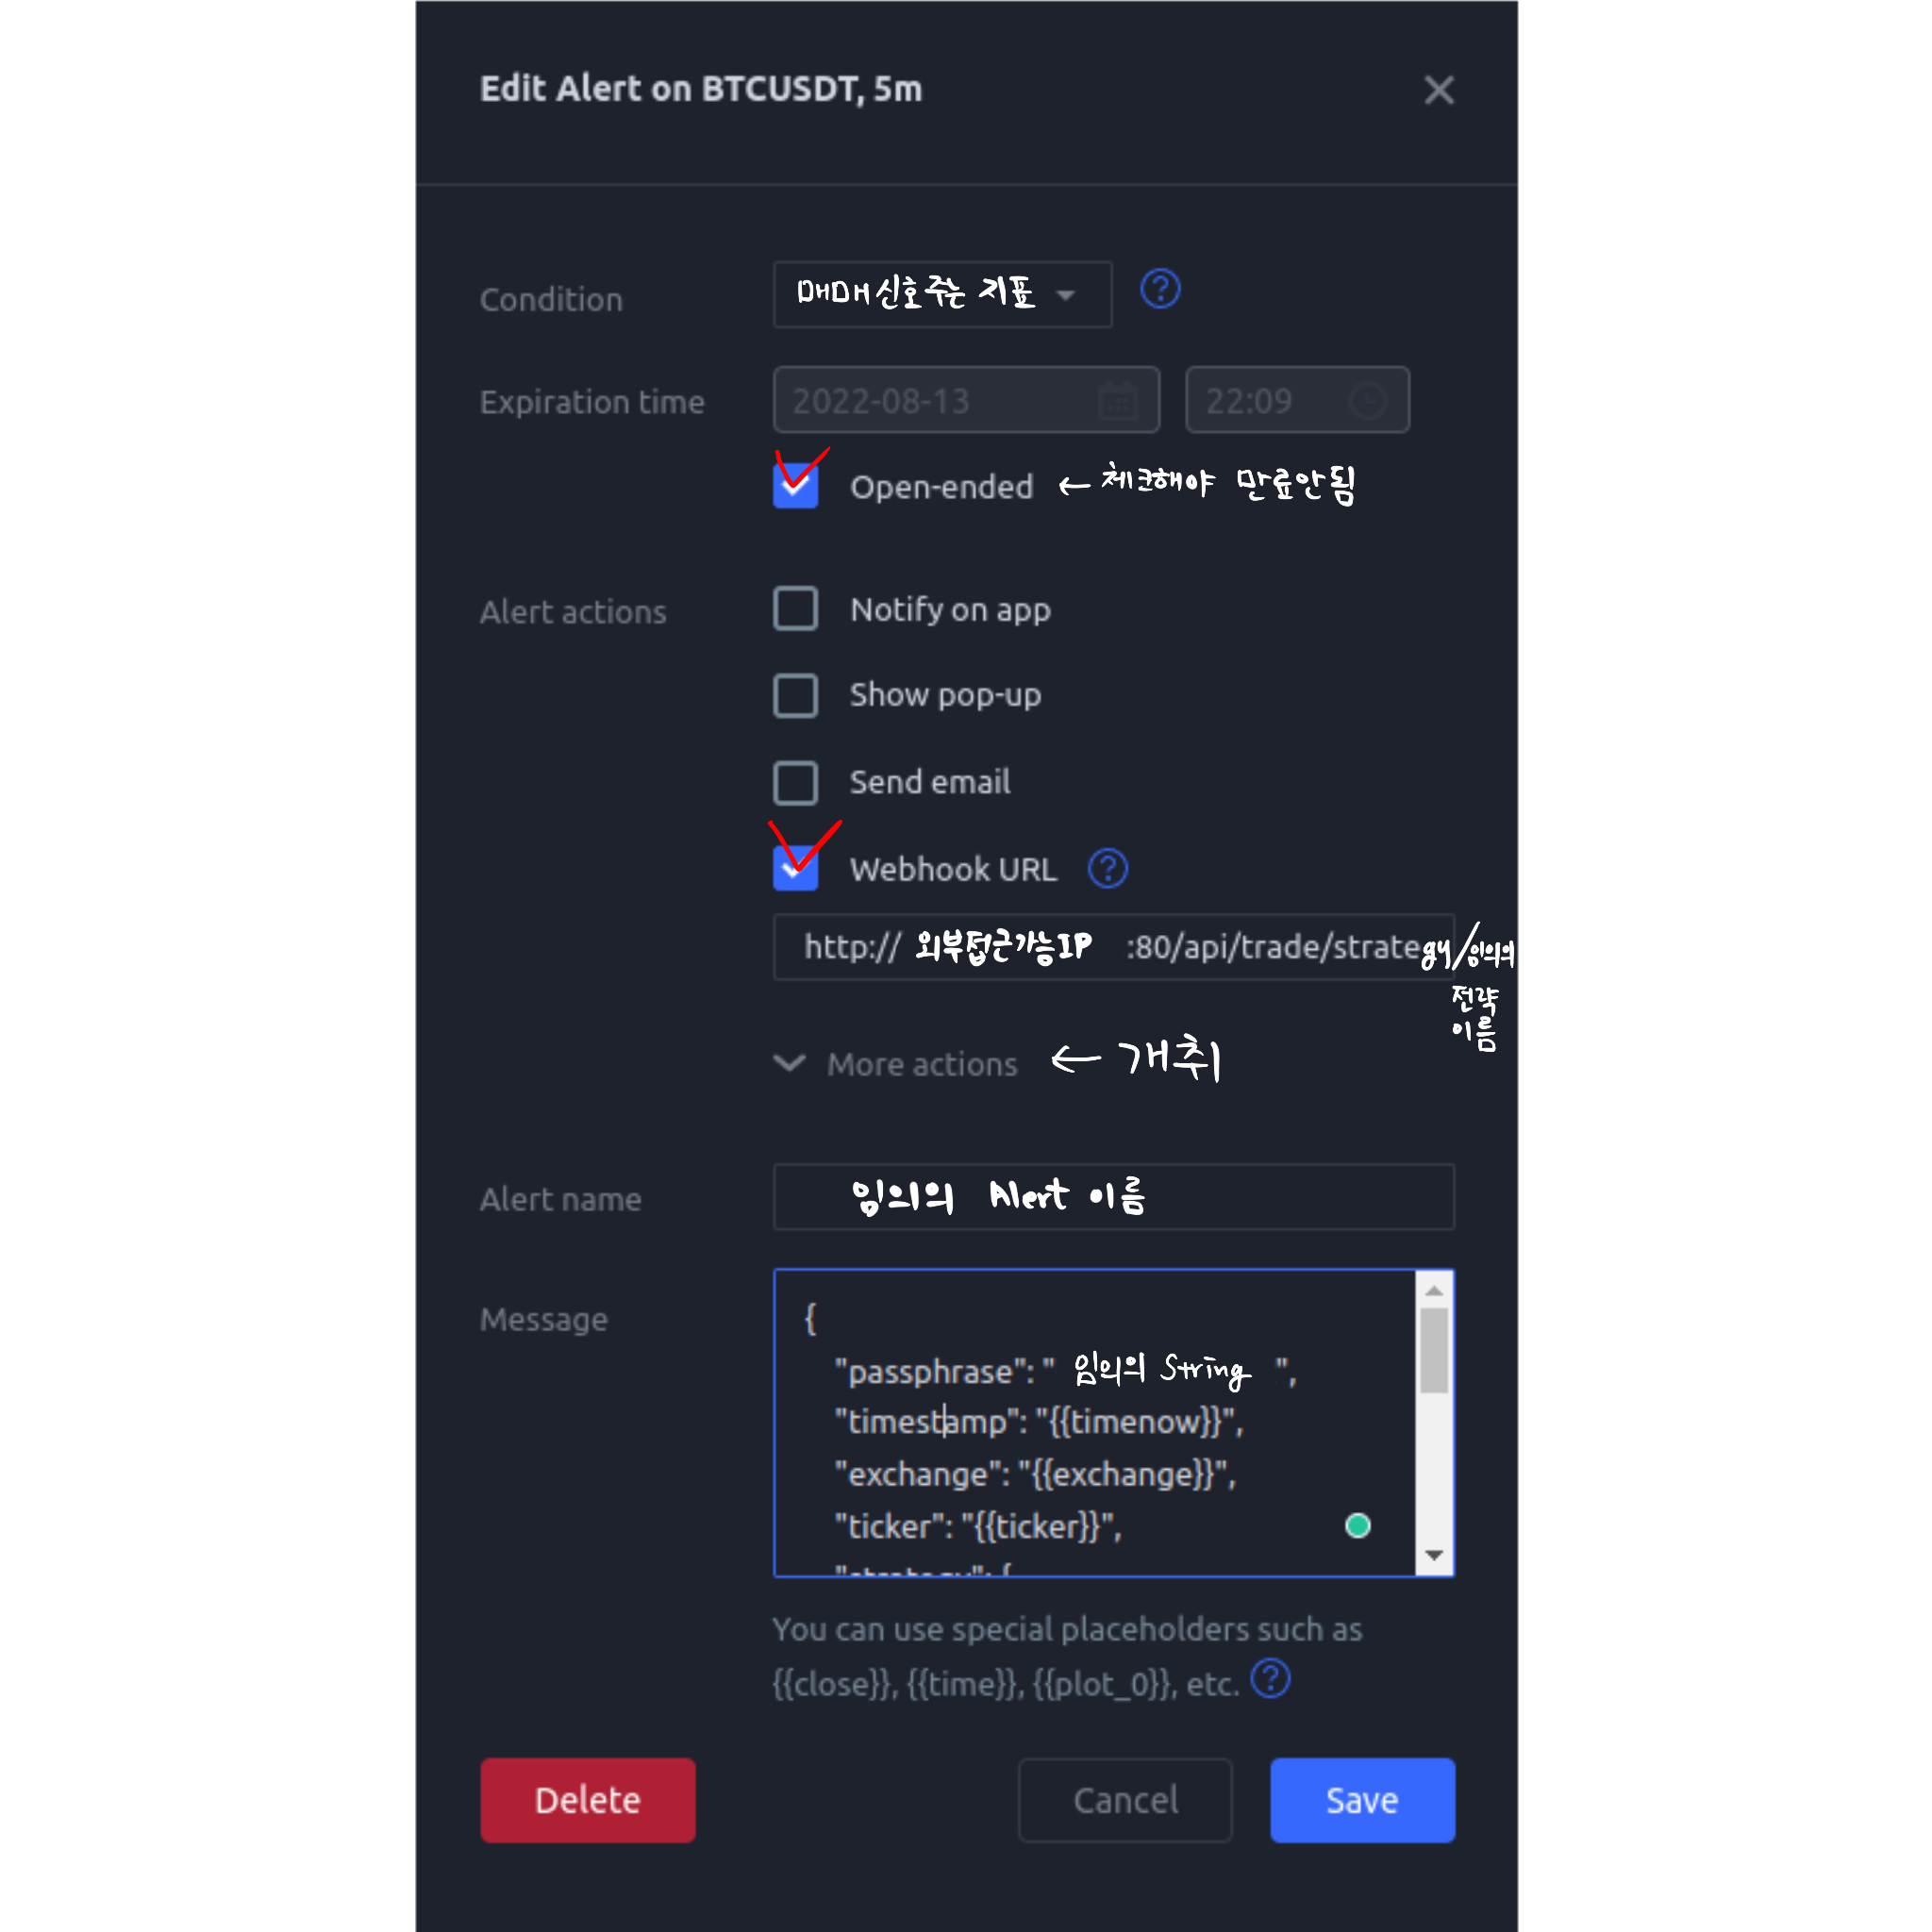 Edit Alert on BTCUSDT, 5m
Condition
매매신호주는 지표
Expiration time
2022-08-13
22:09
Open-ended ← 체크해야 만료안됨
Alert actions
Notify on app
Show pop-up
Send email
Webhook URL
http:// 외부접근가능IP :80/api/trade/strategy/임의의
전략
이름
More actions ← 개취
Alert name
임의의 Alert 이름
Message
{
"passphrase": " 임의의 String ",
"timestamp": "{{timenow}}",
"exchange": "{{exchange}}",
"ticker": "{{ticker}}",
"strategy": {
You can use special placeholders such as
{{close}}, {{time}}, {{plot_0}}, etc.
Delete
Cancel
Save